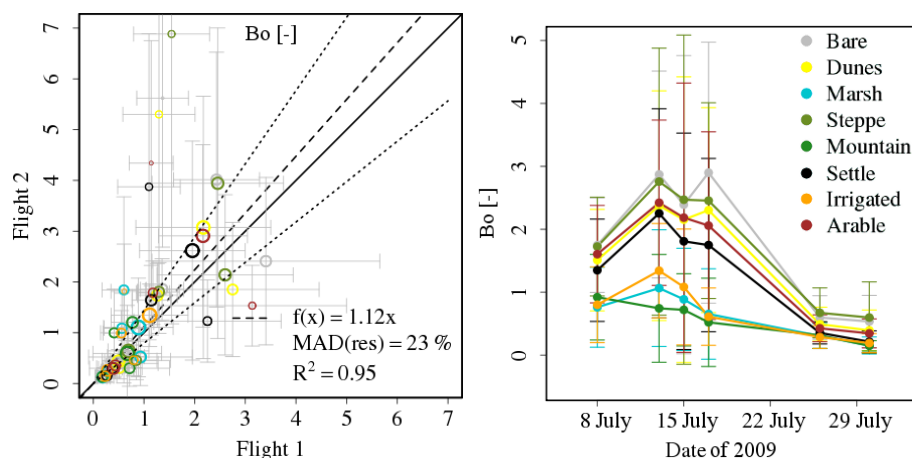 Bo [-]
7
6
5
4
3
2
1
0
Flight 2
f(x) = 1.12x
MAD(res) = 23 %
R² = 0.95
0 1 2 3 4 5 6 7
Flight 1
5
4
3
2
1
0
Bo [-]
Bare
Dunes
Marsh
Steppe
Mountain
Settle
Irrigated
Arable
8 July 15 July 22 July 29 July
Date of 2009